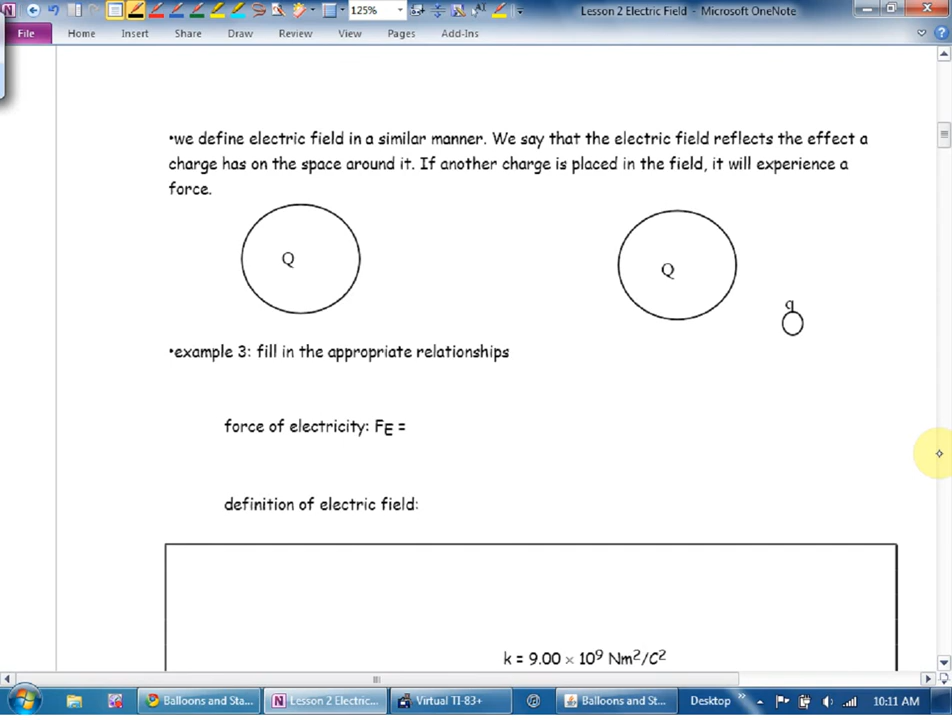 125%
Lesson 2 Electric Field - Microsoft OneNote
File Home Insert Share Draw Review View Pages Add-Ins
•we define electric field in a similar manner. We say that the electric field reflects the effect a
charge has on the space around it. If another charge is placed in the field, it will experience a
force.
Q
Q
q
•example 3: fill in the appropriate relationships
force of electricity: FE =
definition of electric field:
k = 9.00 × 10⁹ Nm²/C²
Balloons and Sta... Lesson 2 Electric... Virtual TI-83+ Balloons and St... Desktop 10:11 AM